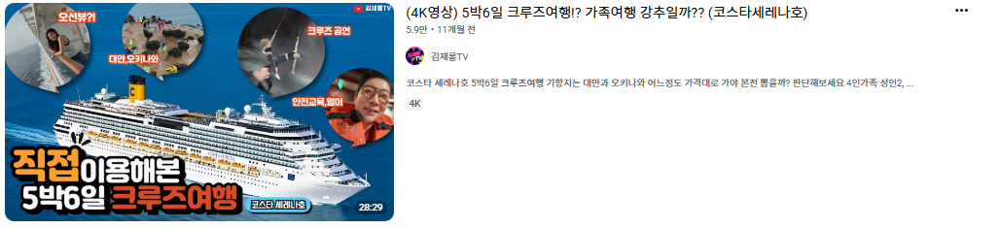 오션뷰?!
대만,오키나와
크루즈 공연
김재롱TV
안전교육,멀미
직접이용해본
5박6일 크루즈여행
코스타 세레나호
28:29
(4K영상) 5박6일 크루즈여행!? 가족여행 강추일까?? (코스타세레나호)
5.9만 • 11개월 전
김재롱TV
코스타 세레나호 5박6일 크루즈여행 기항지는 대만과 오키나와 어느정도 가격대로 가야 본전 뽑을까? 판단해보세요 4인가족 성인2, ...
4K